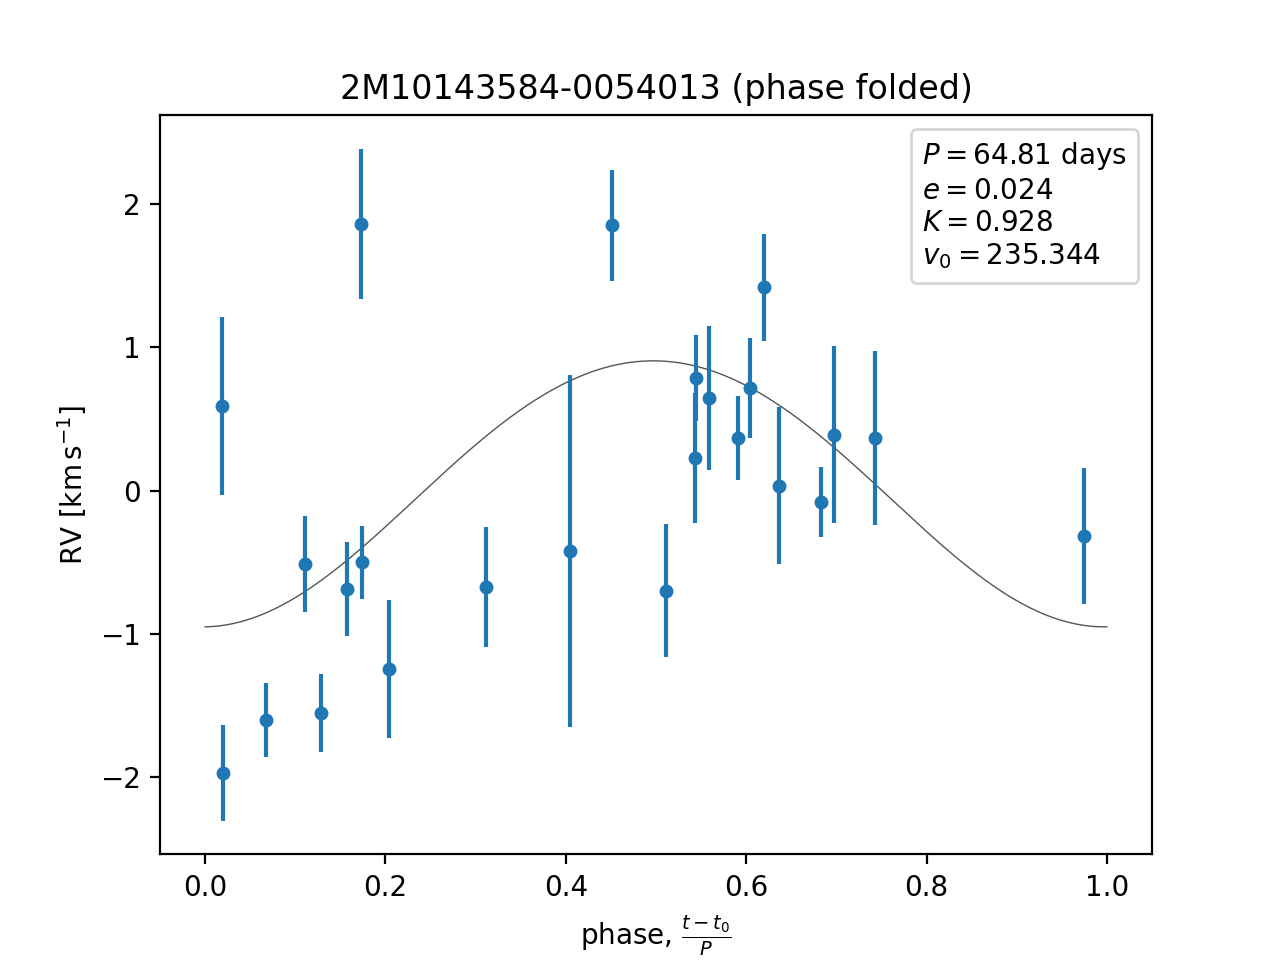 2M10143584-0054013 (phase folded)
P = 64.81 days
e = 0.024
K = 0.928
v₀ = 235.344
2
1
0
−1
−2
RV [km s⁻¹]
0.0 0.2 0.4 0.6 0.8 1.0
phase, (t − t₀)/P